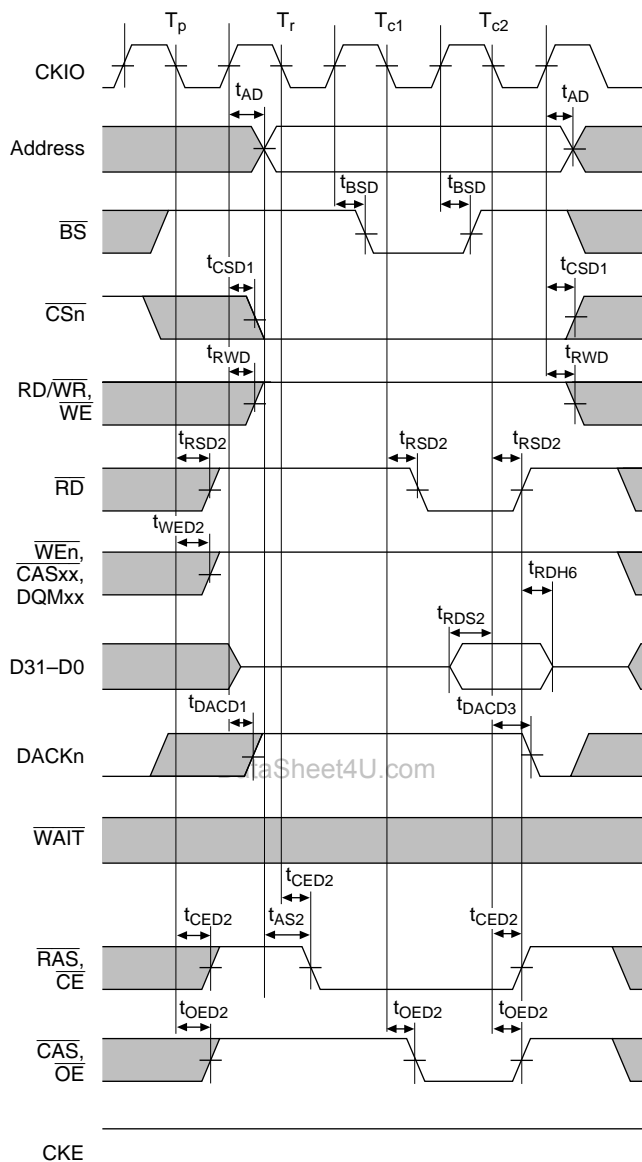 Tp Tr Tc1 Tc2
CKIO
tAD tAD
Address
tBSD tBSD
BS
tCSD1 tCSD1
CSn
tRWD tRWD
RD/WR,
WE
tRSD2 tRSD2 tRSD2
RD
tWED2
WEn,
CASxx,
DQMxx
tRDH6
tRDS2
D31–D0
tDACD1 tDACD3
DACKn
DataSheet4U.com
WAIT
tCED2
tCED2 tAS2 tCED2
RAS,
CE
tOED2 tOED2 tOED2
CAS,
OE
CKE